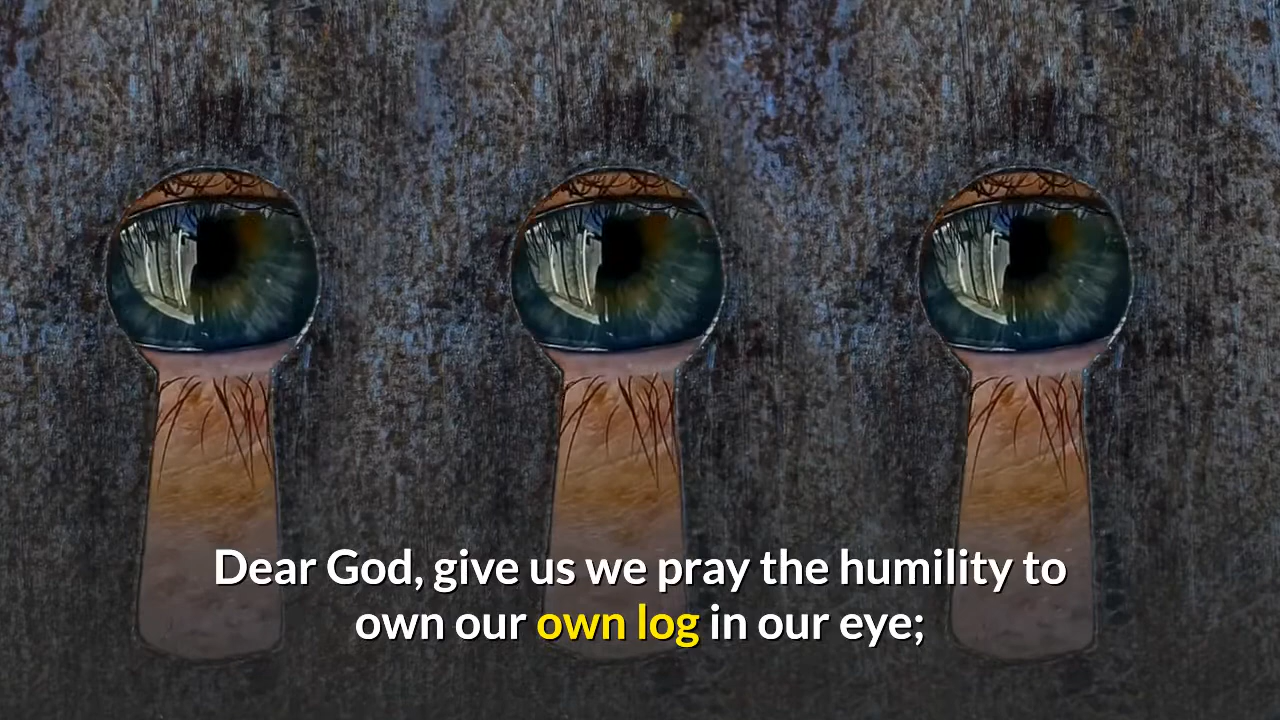 Dear God, give us we pray the humility to
own our own log in our eye;